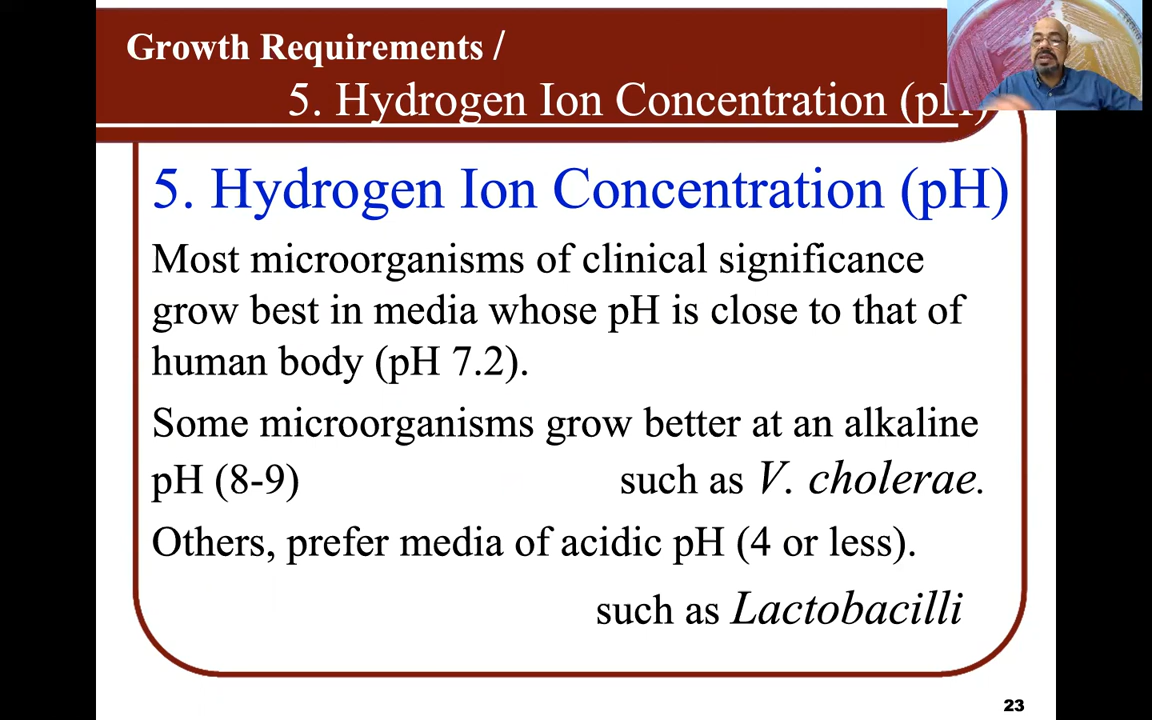 Growth Requirements /
5. Hydrogen Ion Concentration (pH)
5. Hydrogen Ion Concentration (pH)
Most microorganisms of clinical significance
grow best in media whose pH is close to that of
human body (pH 7.2).
Some microorganisms grow better at an alkaline
pH (8-9) such as V. cholerae.
Others, prefer media of acidic pH (4 or less).
such as Lactobacilli
23